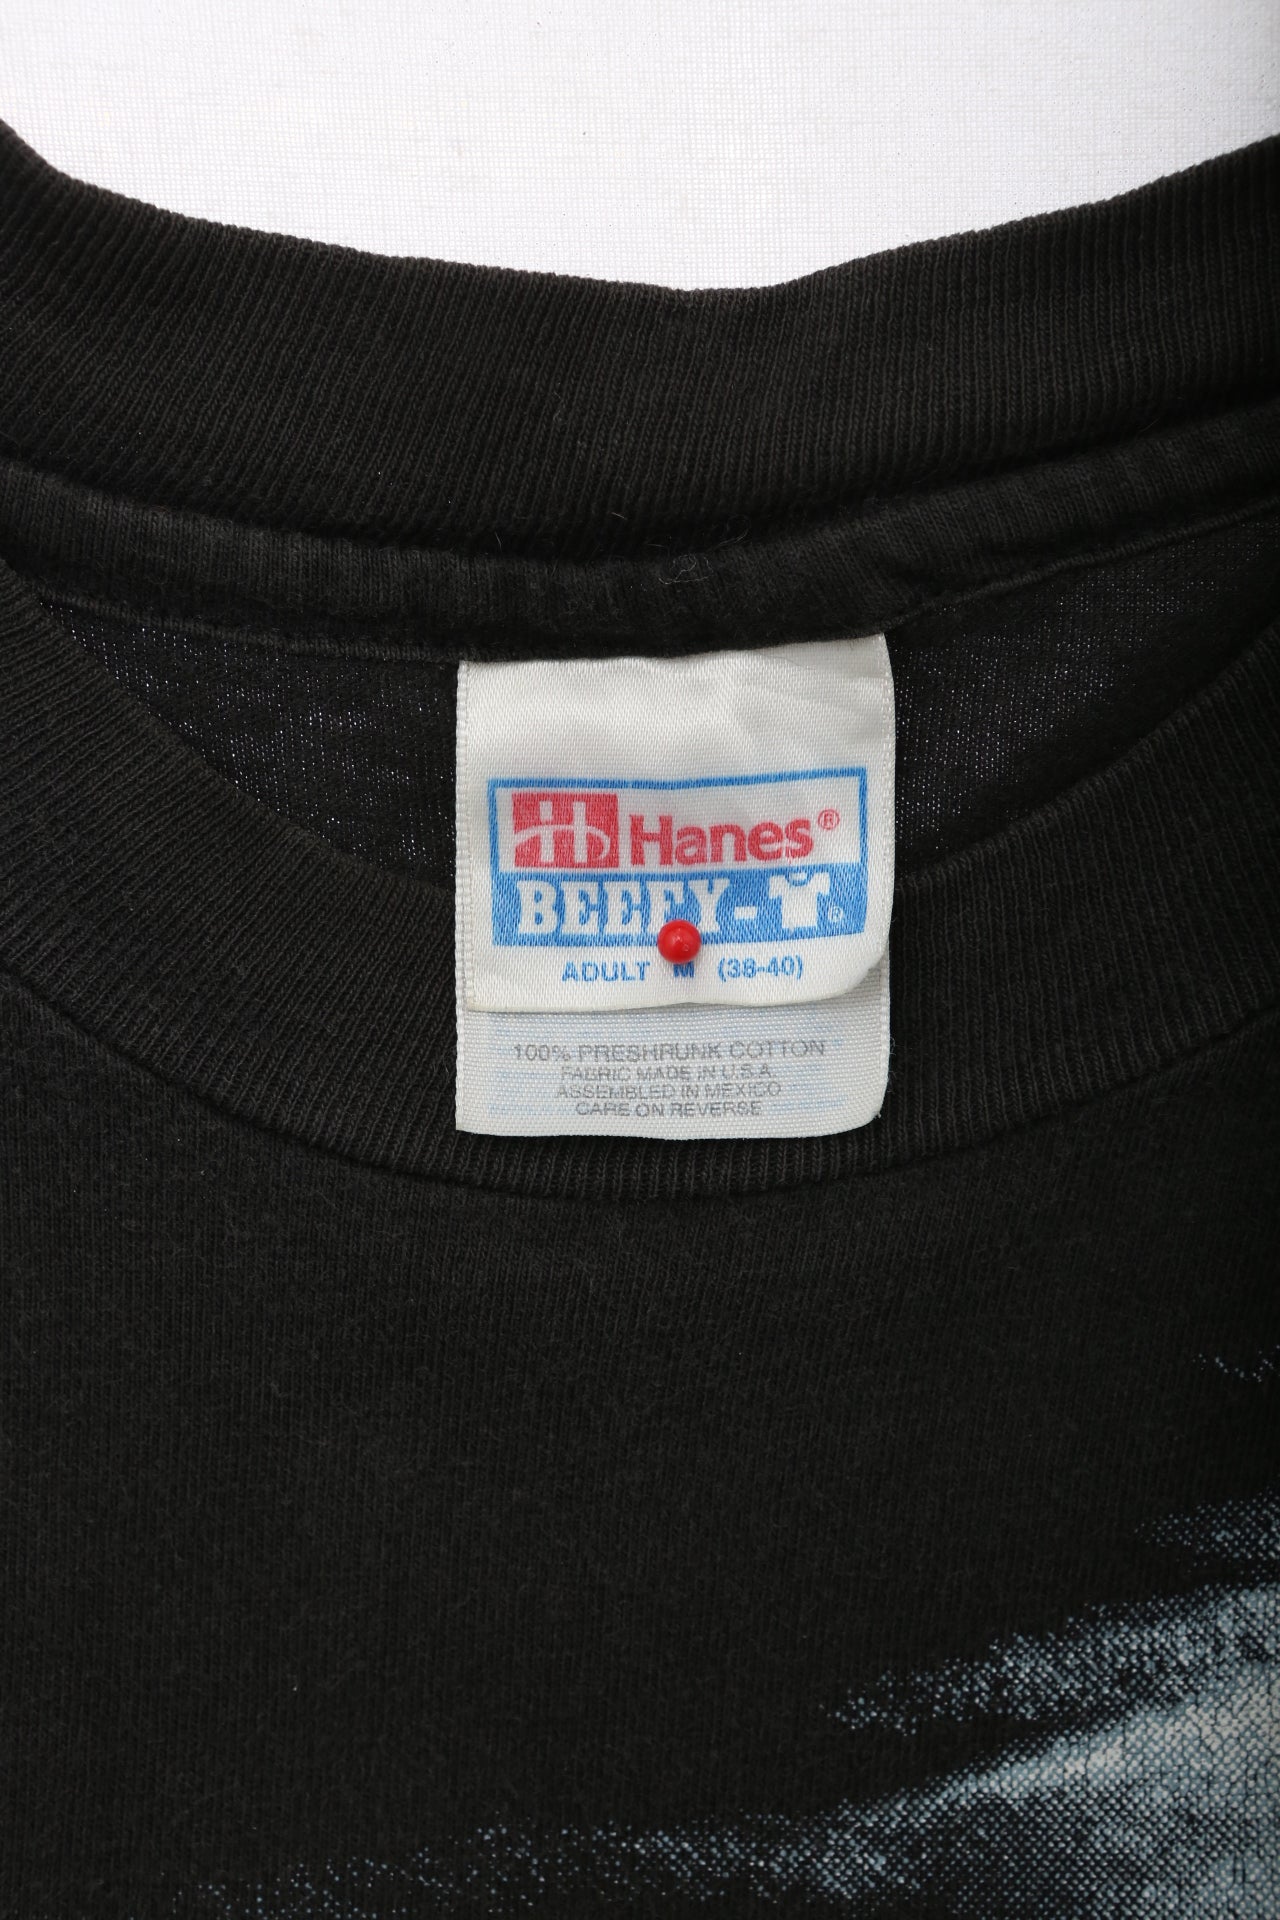 Hanes®
BEEFY-T®
ADULT M (38-40)
100% PRESHRUNK COTTON
FABRIC MADE IN U.S.A.
ASSEMBLED IN MEXICO
CARE ON REVERSE